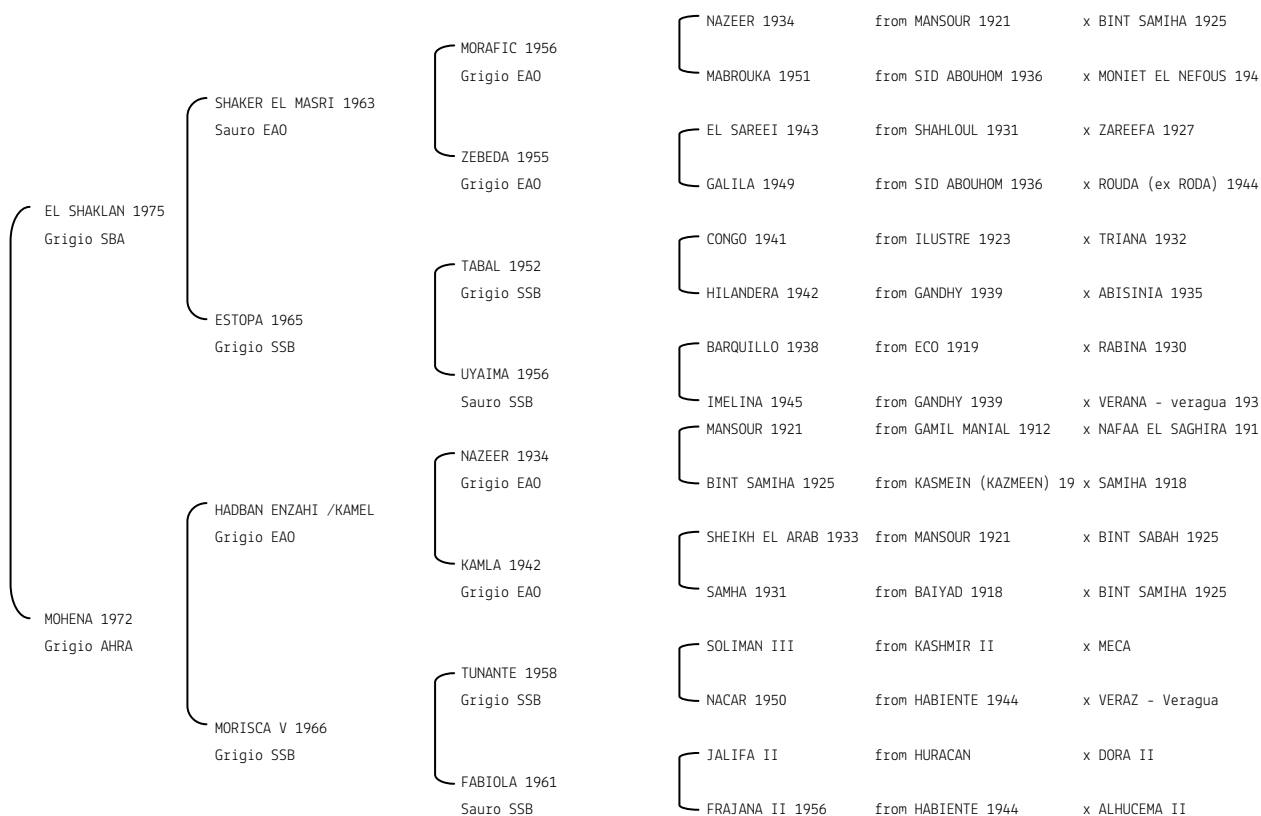 NAZEER 1934 from MANSOUR 1921 x BINT SAMIHA 1925
MORAFIC 1956
Grigio EAO
MABROUKA 1951 from SID ABOUHOM 1936 x MONIET EL NEFOUS 194
SHAKER EL MASRI 1963
Sauro EAO
EL SAREEI 1943 from SHAHLOUL 1931 x ZAREEFA 1927
ZEBEDA 1955
Grigio EAO
GALILA 1949 from SID ABOUHOM 1936 x ROUDA (ex RODA) 1944
EL SHAKLAN 1975
Grigio SBA
CONGO 1941 from ILUSTRE 1923 x TRIANA 1932
TABAL 1952
Grigio SSB
HILANDERA 1942 from GANDHY 1939 x ABISINIA 1935
ESTOPA 1965
Grigio SSB
BARQUILLO 1938 from ECO 1919 x RABINA 1930
UYAIMA 1956
Sauro SSB
IMELINA 1945 from GANDHY 1939 x VERANA - veragua 193
MANSOUR 1921 from GAMIL MANIAL 1912 x NAFAA EL SAGHIRA 191
NAZEER 1934
Grigio EAO
BINT SAMIHA 1925 from KASMEIN (KAZMEEN) 19 x SAMIHA 1918
HADBAN ENZAHI /KAMEL
Grigio EAO
SHEIKH EL ARAB 1933 from MANSOUR 1921 x BINT SABAH 1925
KAMLA 1942
Grigio EAO
SAMHA 1931 from BAIYAD 1918 x BINT SAMIHA 1925
MOHENA 1972
Grigio AHRA
SOLIMAN III from KASHMIR II x MECA
TUNANTE 1958
Grigio SSB
NACAR 1950 from HABIENTE 1944 x VERAZ - Veragua
MORISCA V 1966
Grigio SSB
JALIFA II from HURACAN x DORA II
FABIOLA 1961
Sauro SSB
FRAJANA II 1956 from HABIENTE 1944 x ALHUCEMA II